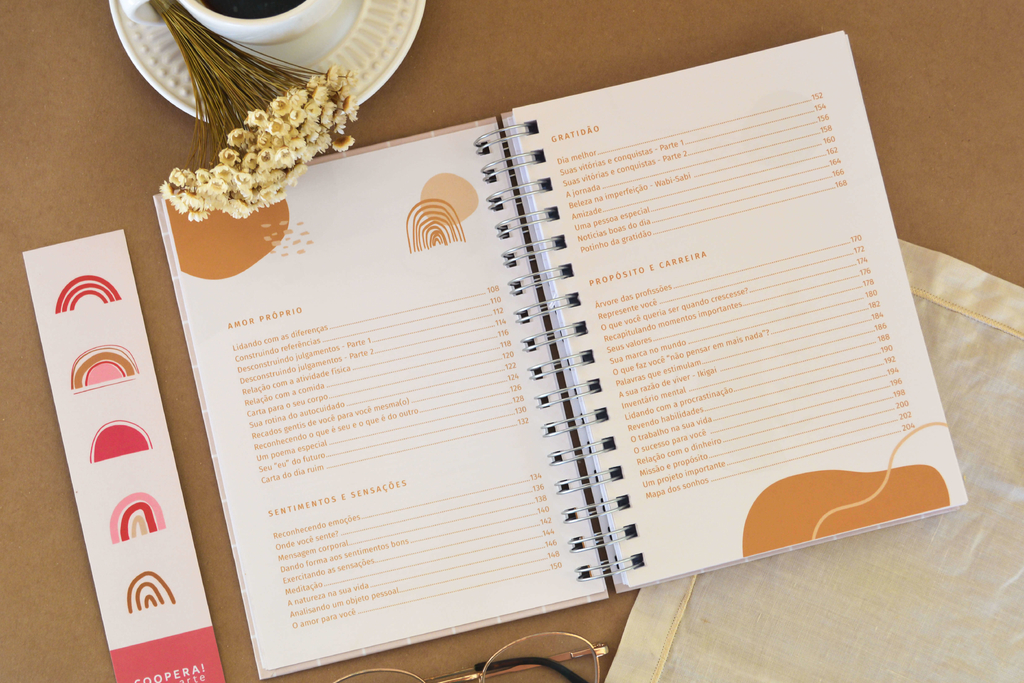 AMOR PRÓPRIO
Lidando com as diferenças 108
Construindo referências 110
Desconstruindo julgamentos - Parte 1 112
Desconstruindo julgamentos - Parte 2 114
Relação com a atividade física 116
Relação com a comida 118
Carta para o seu corpo 120
Sua rotina do autocuidado 122
Recados gentis de você para você mesma(o) 124
Reconhecendo o que é seu e o que é do outro 126
Um poema especial 128
Seu "eu" do futuro 130
Carta do dia ruim 132
SENTIMENTOS E SENSAÇÕES
Reconhecendo emoções 134
Onde você sente? 136
Mensagem corporal 138
Dando forma aos sentimentos bons 140
Exercitando as sensações 142
Meditação 144
A natureza na sua vida 146
Analisando um objeto pessoal 148
O amor para você 150
GRATIDÃO
Dia melhor 152
Suas vitórias e conquistas - Parte 1 154
Suas vitórias e conquistas - Parte 2 156
A jornada 158
Beleza na imperfeição - Wabi-Sabi 160
Amizade 162
Uma pessoa especial 164
Notícias boas do dia 166
Potinho da gratidão 168
PROPÓSITO E CARREIRA
Árvore das profissões 170
Represente você 172
O que você queria ser quando crescesse? 174
Recapitulando momentos importantes 176
Seus valores 178
Sua marca no mundo 180
O que faz você "não pensar em mais nada"? 182
Palavras que estimulam 184
A sua razão de viver - Ikigai 186
Inventário mental 188
Lidando com a procrastinação 190
Revendo habilidades 192
O trabalho na sua vida 194
O sucesso para você 196
Relação com o dinheiro 198
Missão e propósito 200
Um projeto importante 202
Mapa dos sonhos 204
COOPERA!
arte